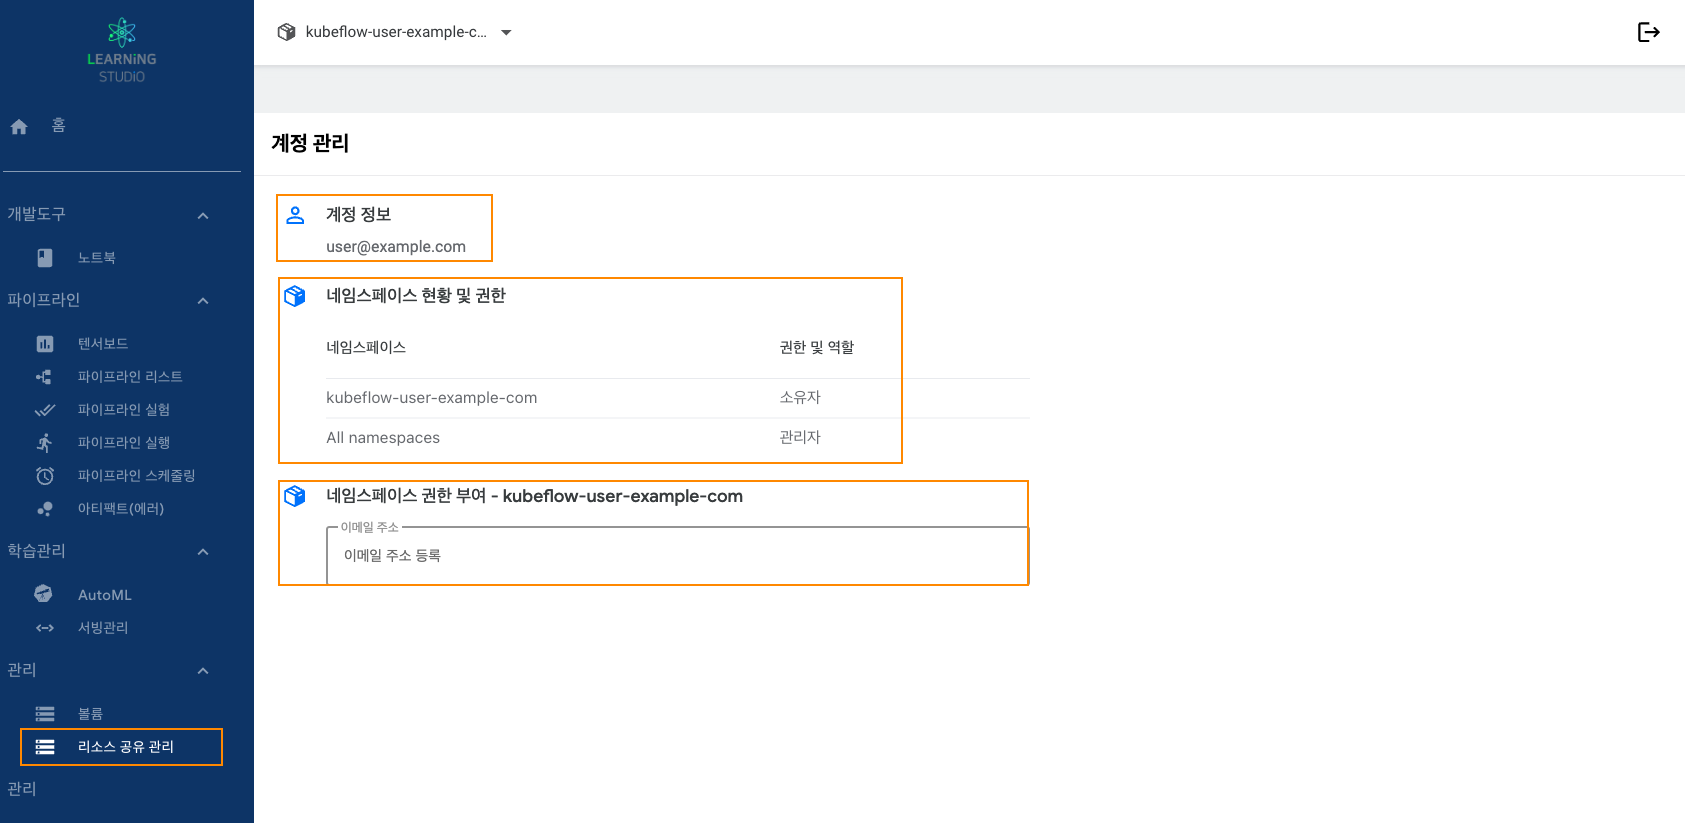 LEARNiNG
STUDiO
홈
개발도구
노트북
파이프라인
텐서보드
파이프라인 리스트
파이프라인 실험
파이프라인 실행
파이프라인 스케줄링
아티팩트(에러)
학습관리
AutoML
서빙관리
관리
볼륨
리소스 공유 관리
관리
kubeflow-user-example-c...
계정 관리
계정 정보
user@example.com
네임스페이스 현황 및 권한
네임스페이스 권한 및 역할
kubeflow-user-example-com 소유자
All namespaces 관리자
네임스페이스 권한 부여 - kubeflow-user-example-com
이메일 주소
이메일 주소 등록